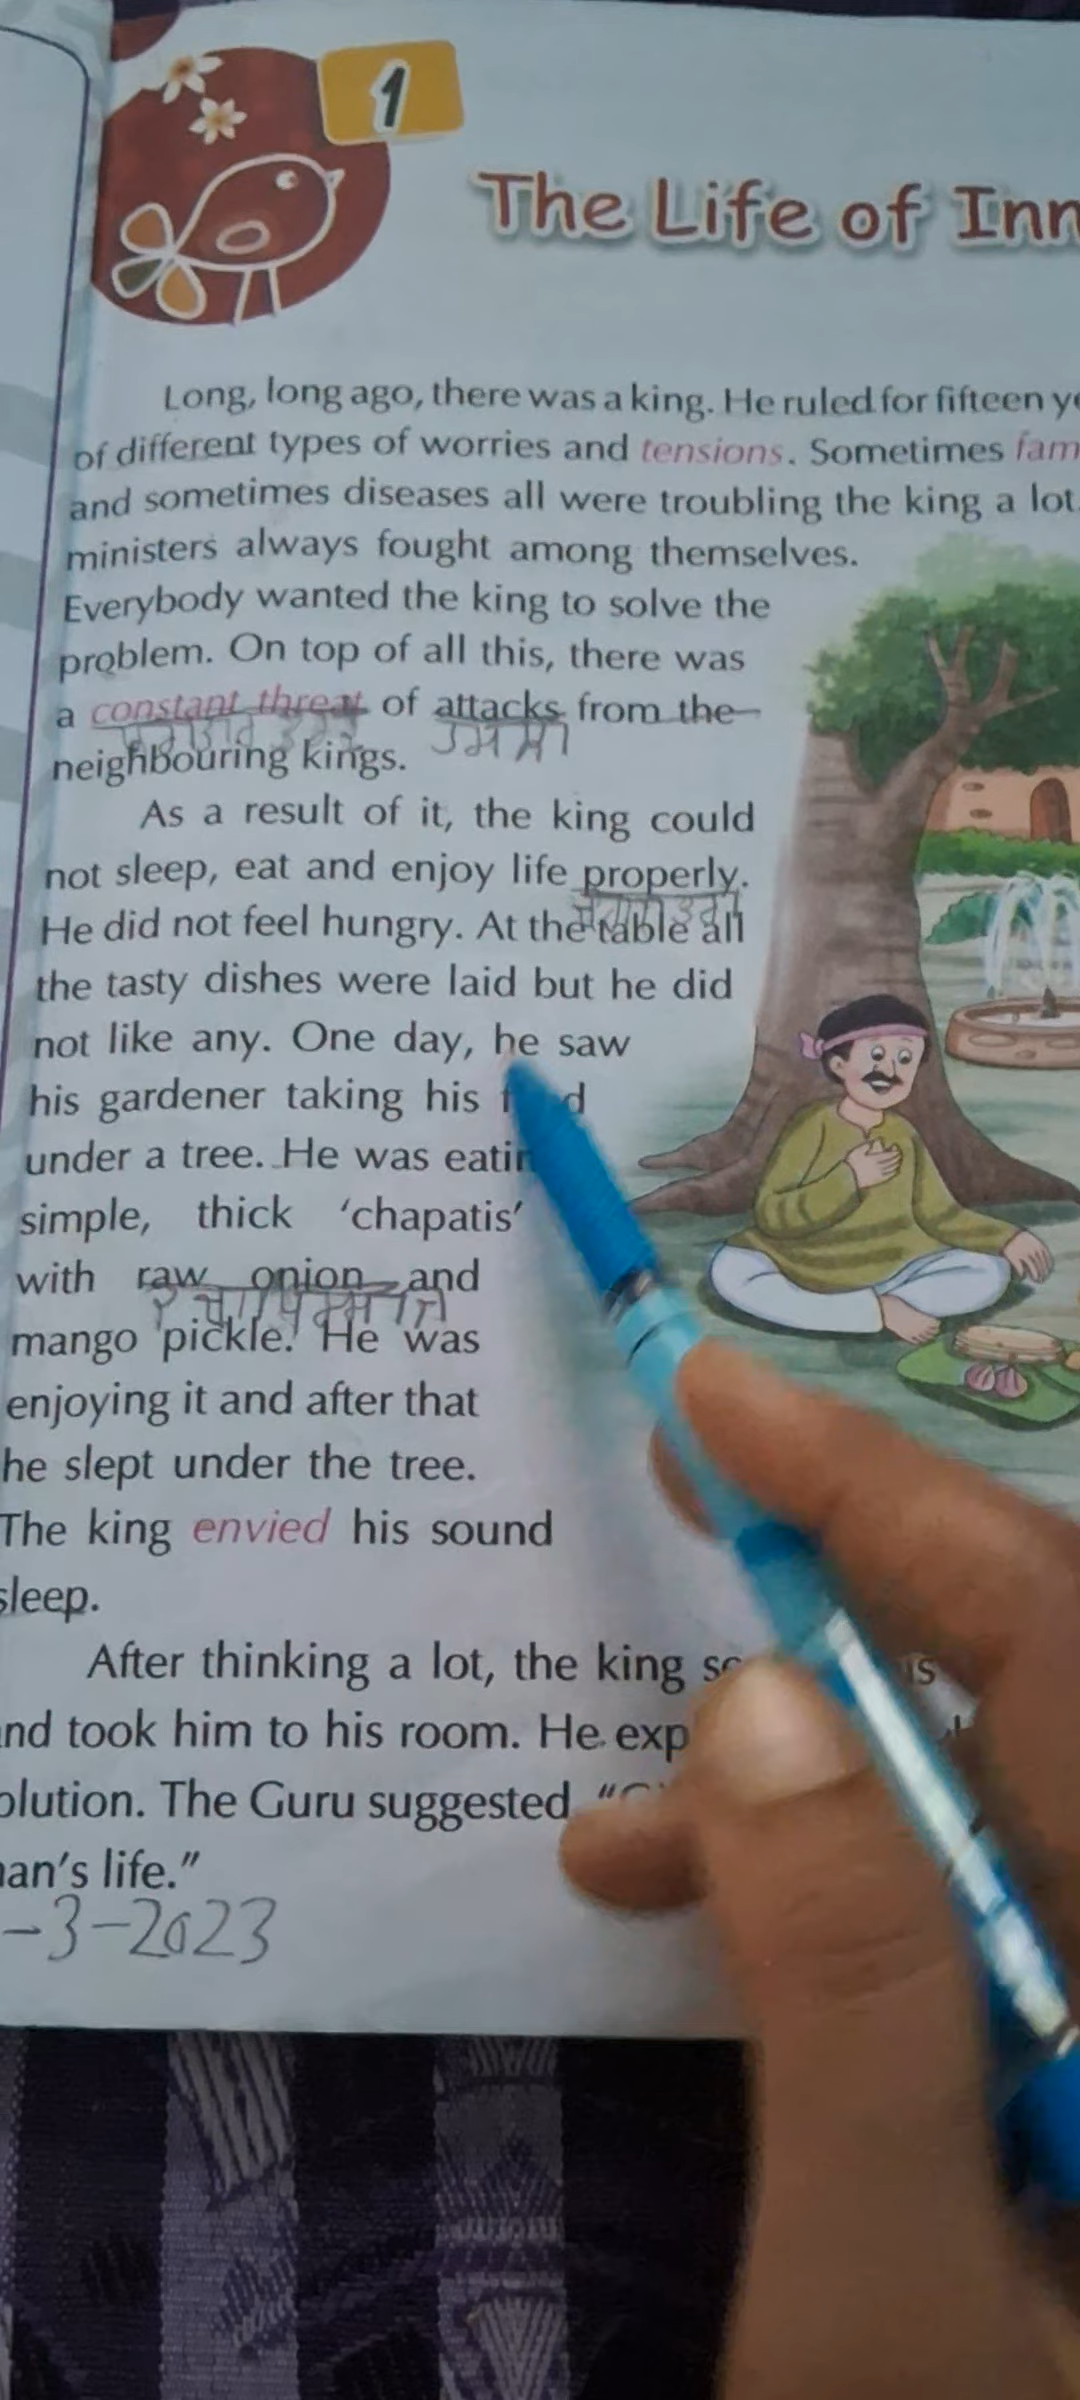 1
The Life of Inn
Long, long ago, there was a king. He ruled for fifteen ye
of different types of worries and tensions. Sometimes fam
and sometimes diseases all were troubling the king a lot.
ministers always fought among themselves.
Everybody wanted the king to solve the
problem. On top of all this, there was
a constant threat of attacks from the
neighbouring kings.
As a result of it, the king could
not sleep, eat and enjoy life properly.
He did not feel hungry. At the table all
the tasty dishes were laid but he did
not like any. One day, he saw
his gardener taking his
under a tree. He was eatin
simple, thick 'chapatis'
with raw onion and
mango pickle. He was
enjoying it and after that
he slept under the tree.
The king envied his sound
sleep.
After thinking a lot, the king
nd took him to his room. He exp
olution. The Guru suggested "
an's life."
-3-2023